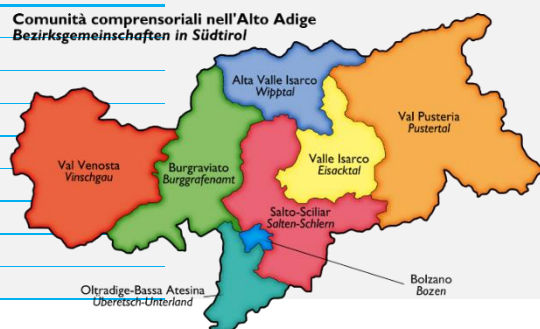 Comunità comprensoriali nell'Alto Adige
Bezirksgemeinschaften in Südtirol
Alta Valle Isarco
Wipptal
Val Pusteria
Pustertal
Val Venosta
Vinschgau
Burgraviato
Burggrafenamt
Valle Isarco
Eisacktal
Salto-Sciliar
Salten-Schlern
Bolzano
Bozen
Oltradige-Bassa Atesina
Überetsch-Unterland